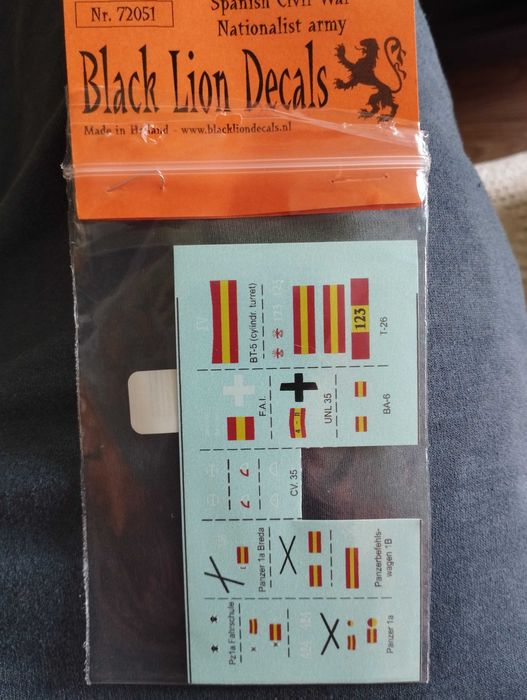 Nr. 72051
Spanish Civil War
Nationalist army
Black Lion Decals
Made in Holland - www.blackliondecals.nl
BT-5 (cylindr. turret)
123
T-26
F.A.I.
UNL 35
BA-6
CV. 35
Panzer 1a Breda
Panzerbefehls-
wagen 1B
Pz1a Fahrschule
Panzer 1a